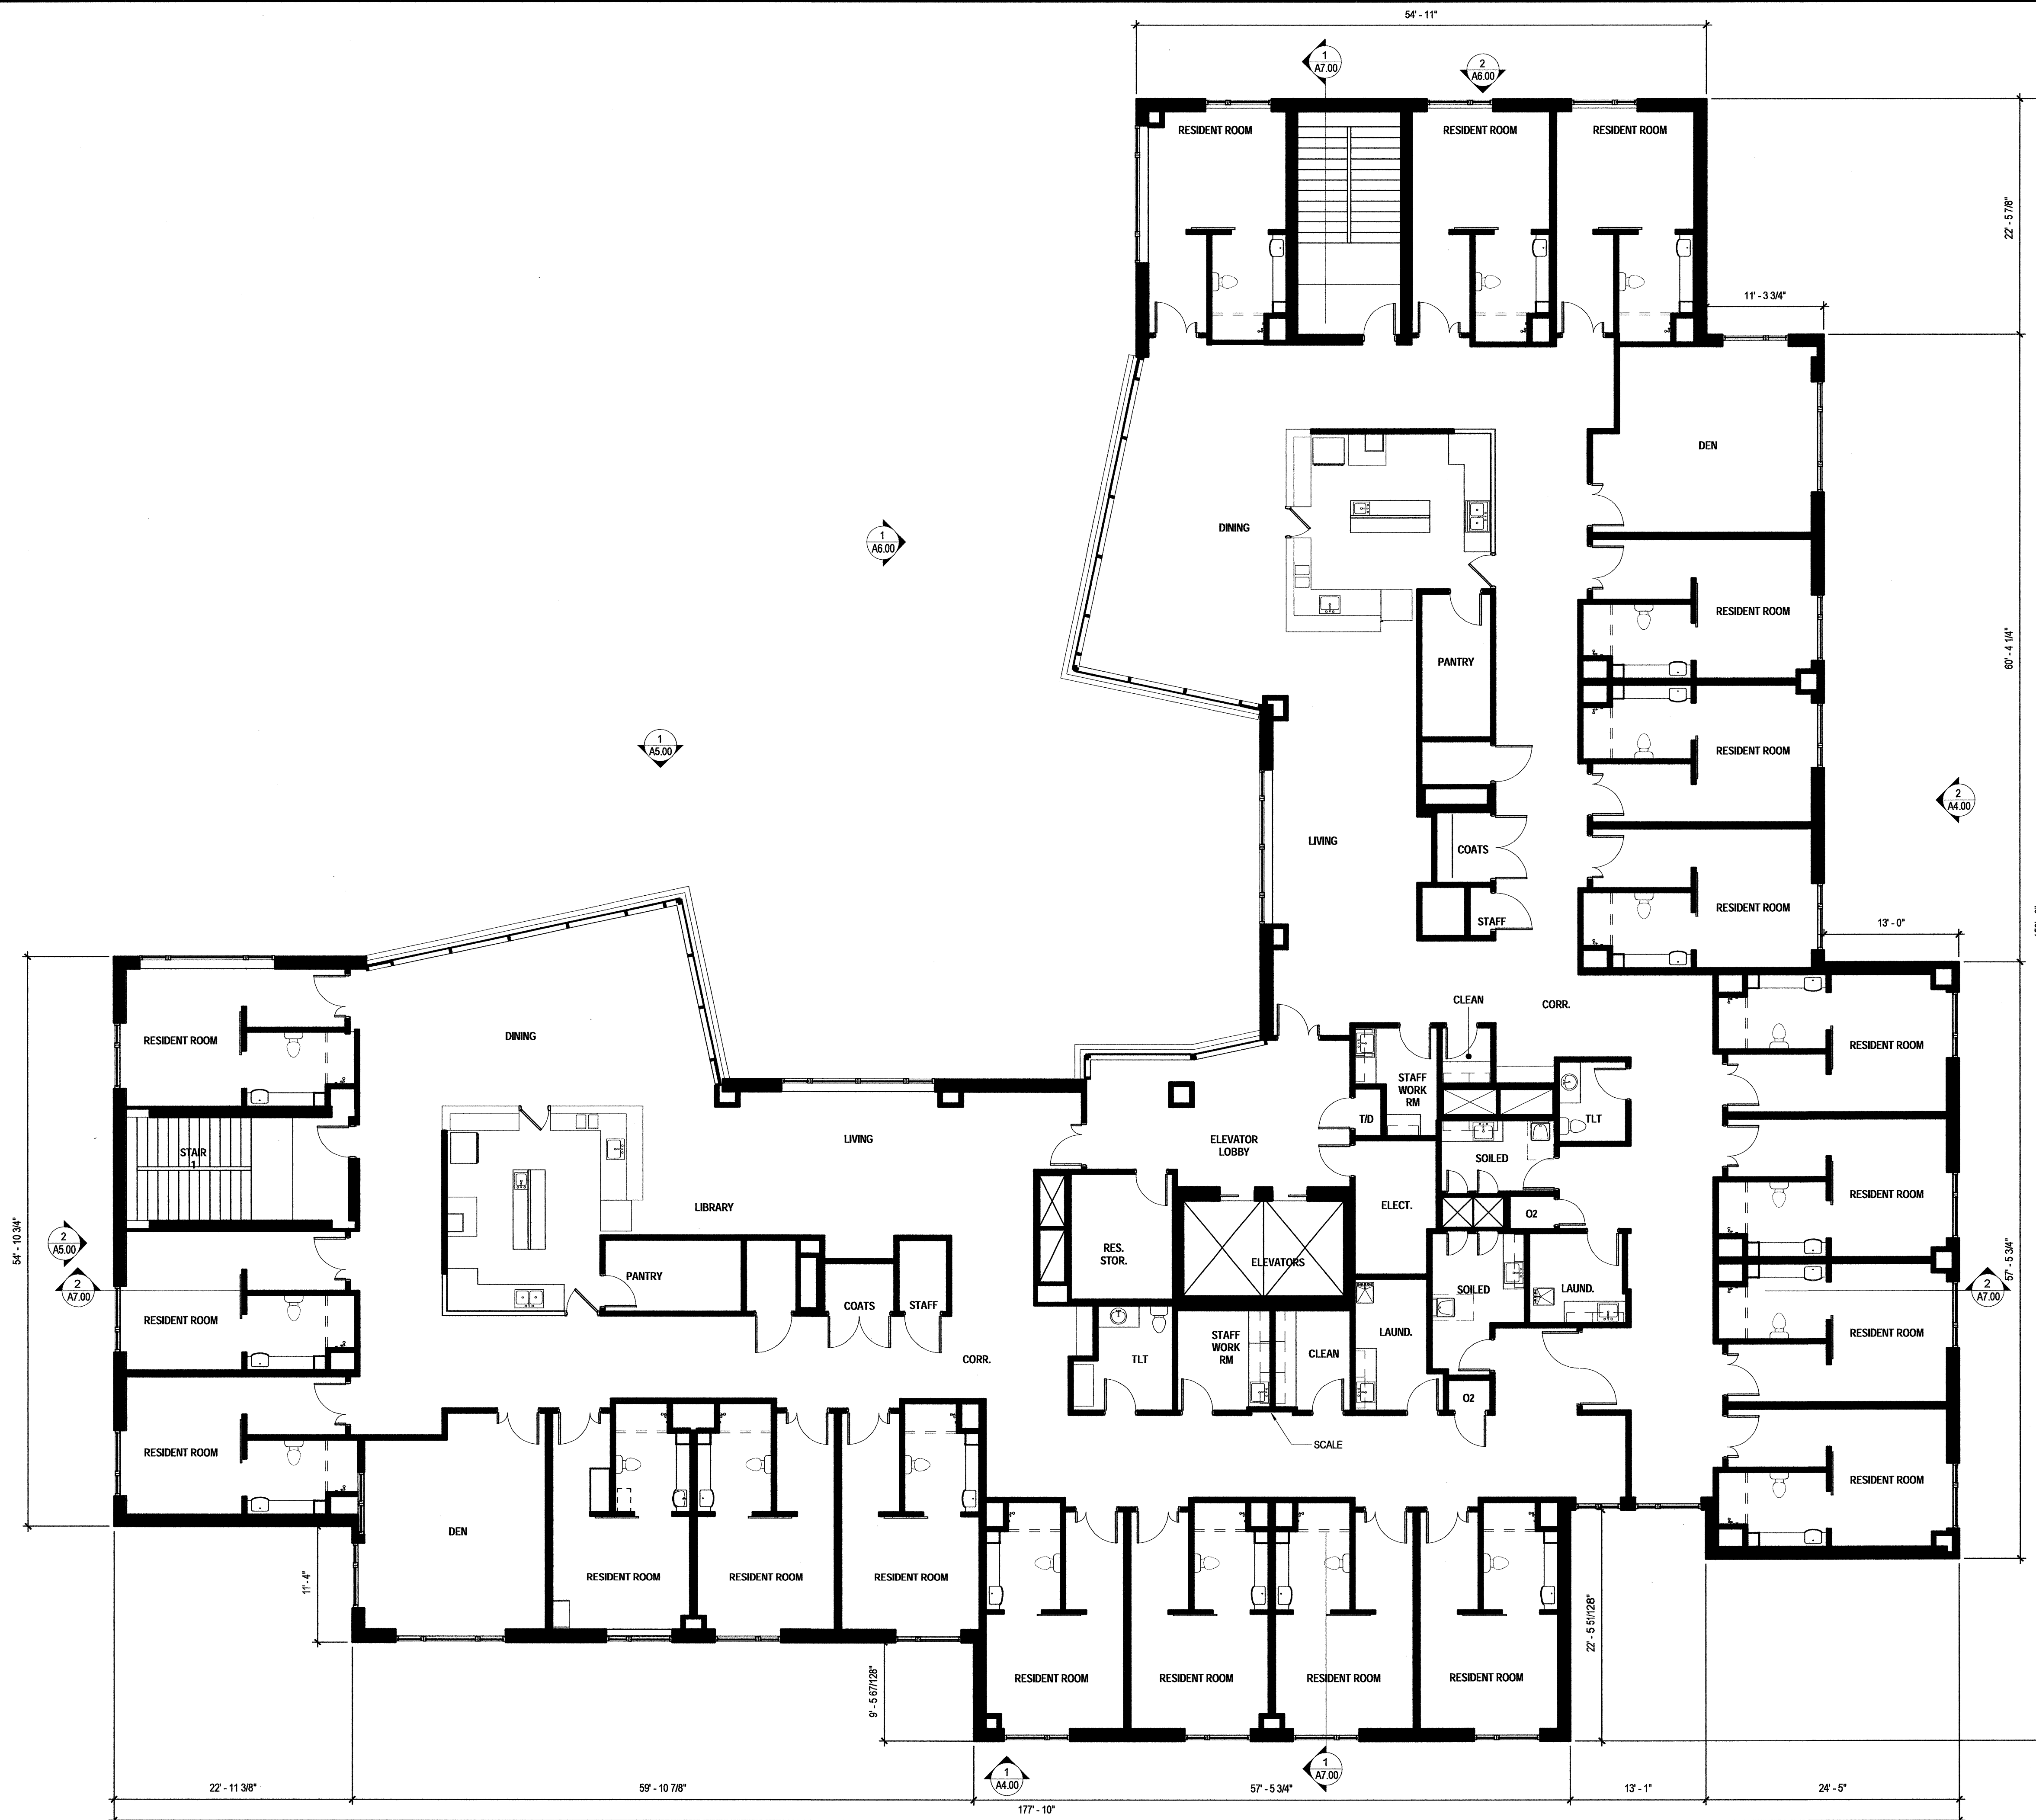 54' - 11"
1
A7.00
2
A6.00
RESIDENT ROOM
RESIDENT ROOM
RESIDENT ROOM
22' - 5 7/8"
11' - 3 3/4"
DEN
DINING
1
A6.00
RESIDENT ROOM
60' - 4 1/4"
PANTRY
1
A5.00
RESIDENT ROOM
2
A4.00
LIVING
COATS
RESIDENT ROOM
STAFF
13' - 0"
CLEAN
CORR.
RESIDENT ROOM
DINING
RESIDENT ROOM
STAFF
WORK
RM
T/D
TLT
LIVING
ELEVATOR
LOBBY
STAIR
1
SOILED
RESIDENT ROOM
LIBRARY
ELECT.
O2
54' - 10 3/4"
2
A5.00
2
A7.00
RES.
STOR.
ELEVATORS
57' - 5 3/4"
PANTRY
SOILED
LAUND.
2
A7.00
COATS
STAFF
RESIDENT ROOM
STAFF
WORK
RM
LAUND.
RESIDENT ROOM
CORR.
TLT
CLEAN
O2
RESIDENT ROOM
SCALE
RESIDENT ROOM
DEN
11' - 4"
RESIDENT ROOM
RESIDENT ROOM
RESIDENT ROOM
22' - 5 51/128"
RESIDENT ROOM
RESIDENT ROOM
RESIDENT ROOM
RESIDENT ROOM
9' - 5 67/128"
1
A4.00
1
A7.00
22' - 11 3/8"
59' - 10 7/8"
57' - 5 3/4"
13' - 1"
24' - 5"
177' - 10"